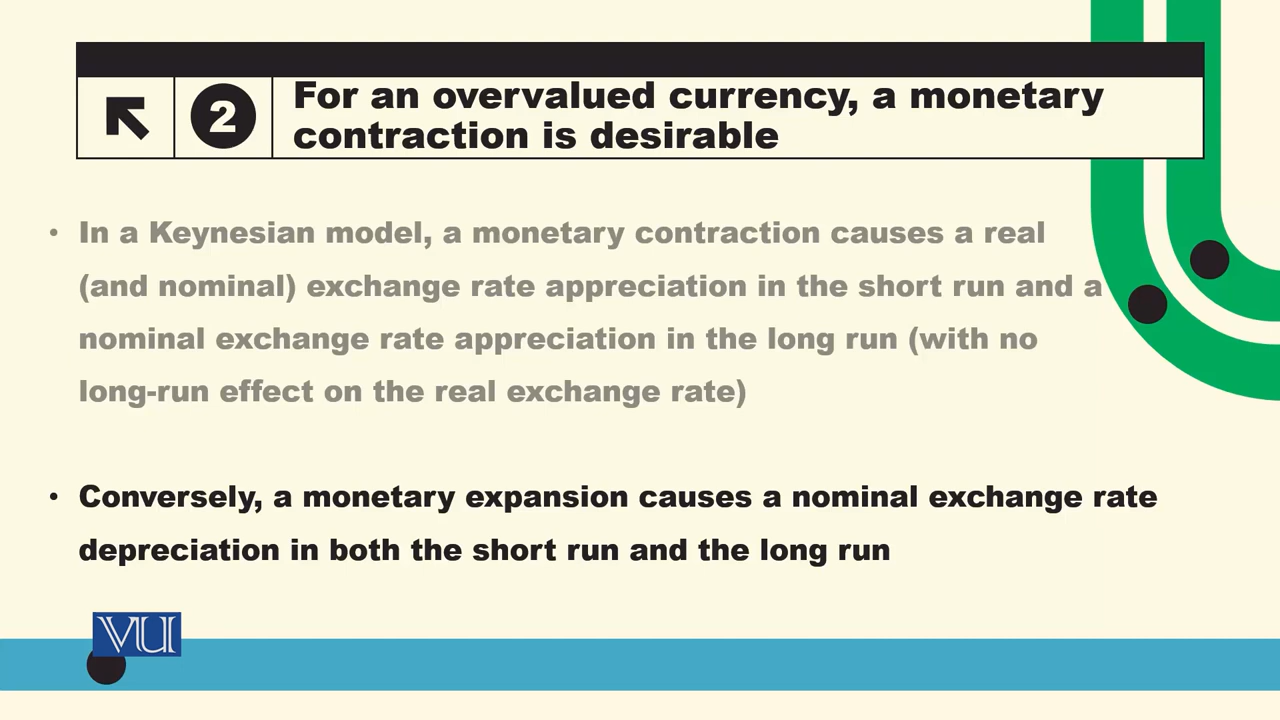 2
For an overvalued currency, a monetary
contraction is desirable
• In a Keynesian model, a monetary contraction causes a real
(and nominal) exchange rate appreciation in the short run and a
nominal exchange rate appreciation in the long run (with no
long-run effect on the real exchange rate)
• Conversely, a monetary expansion causes a nominal exchange rate
depreciation in both the short run and the long run
VU